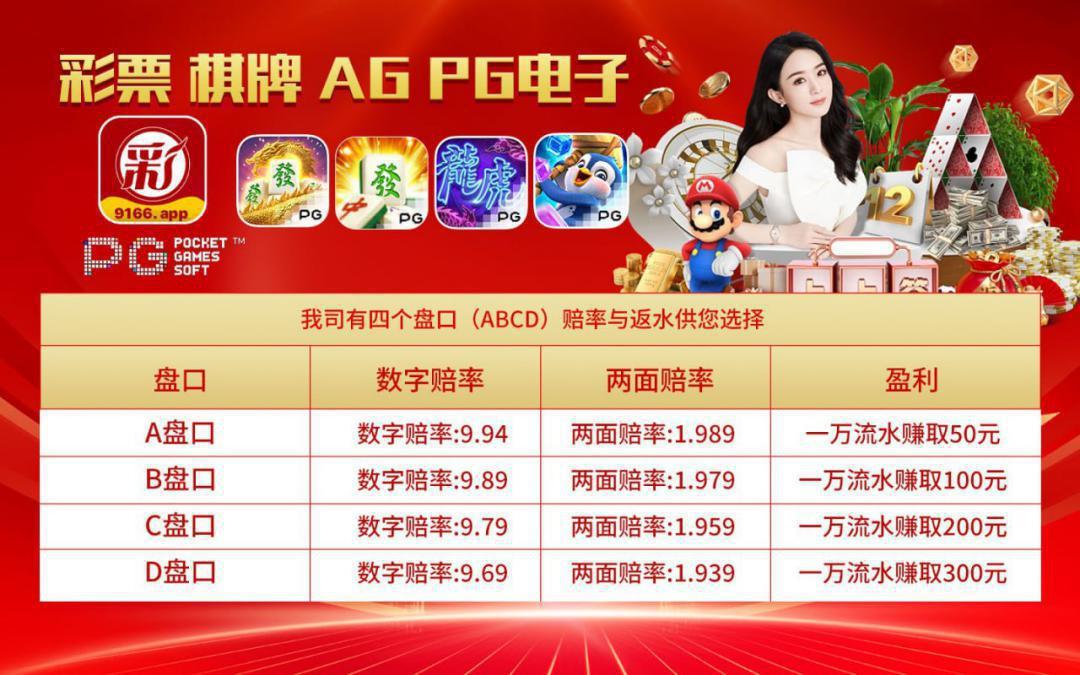 彩票 棋牌 AG PG电子
彩
9166.app
發 發 PG
發 PG
龍虎 PG
PG
PG POCKET GAMES SOFT ™
M
12
我司有四个盘口（ABCD）赔率与返水供您选择
盘口 数字赔率 两面赔率 盈利
A盘口 数字赔率:9.94 两面赔率:1.989 一万流水赚取50元
B盘口 数字赔率:9.89 两面赔率:1.979 一万流水赚取100元
C盘口 数字赔率:9.79 两面赔率:1.959 一万流水赚取200元
D盘口 数字赔率:9.69 两面赔率:1.939 一万流水赚取300元